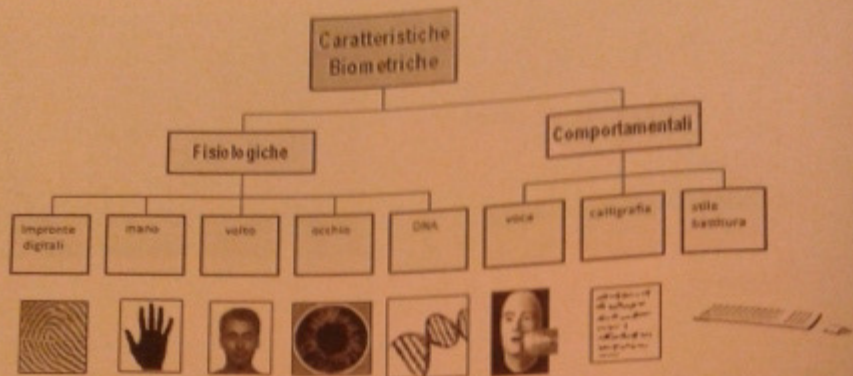 Caratteristiche
Biometriche
Fisiologiche
Comportamentali
Impronte
digitali
mano
volto
occhio
DNA
voce
calligrafia
stile
battitura